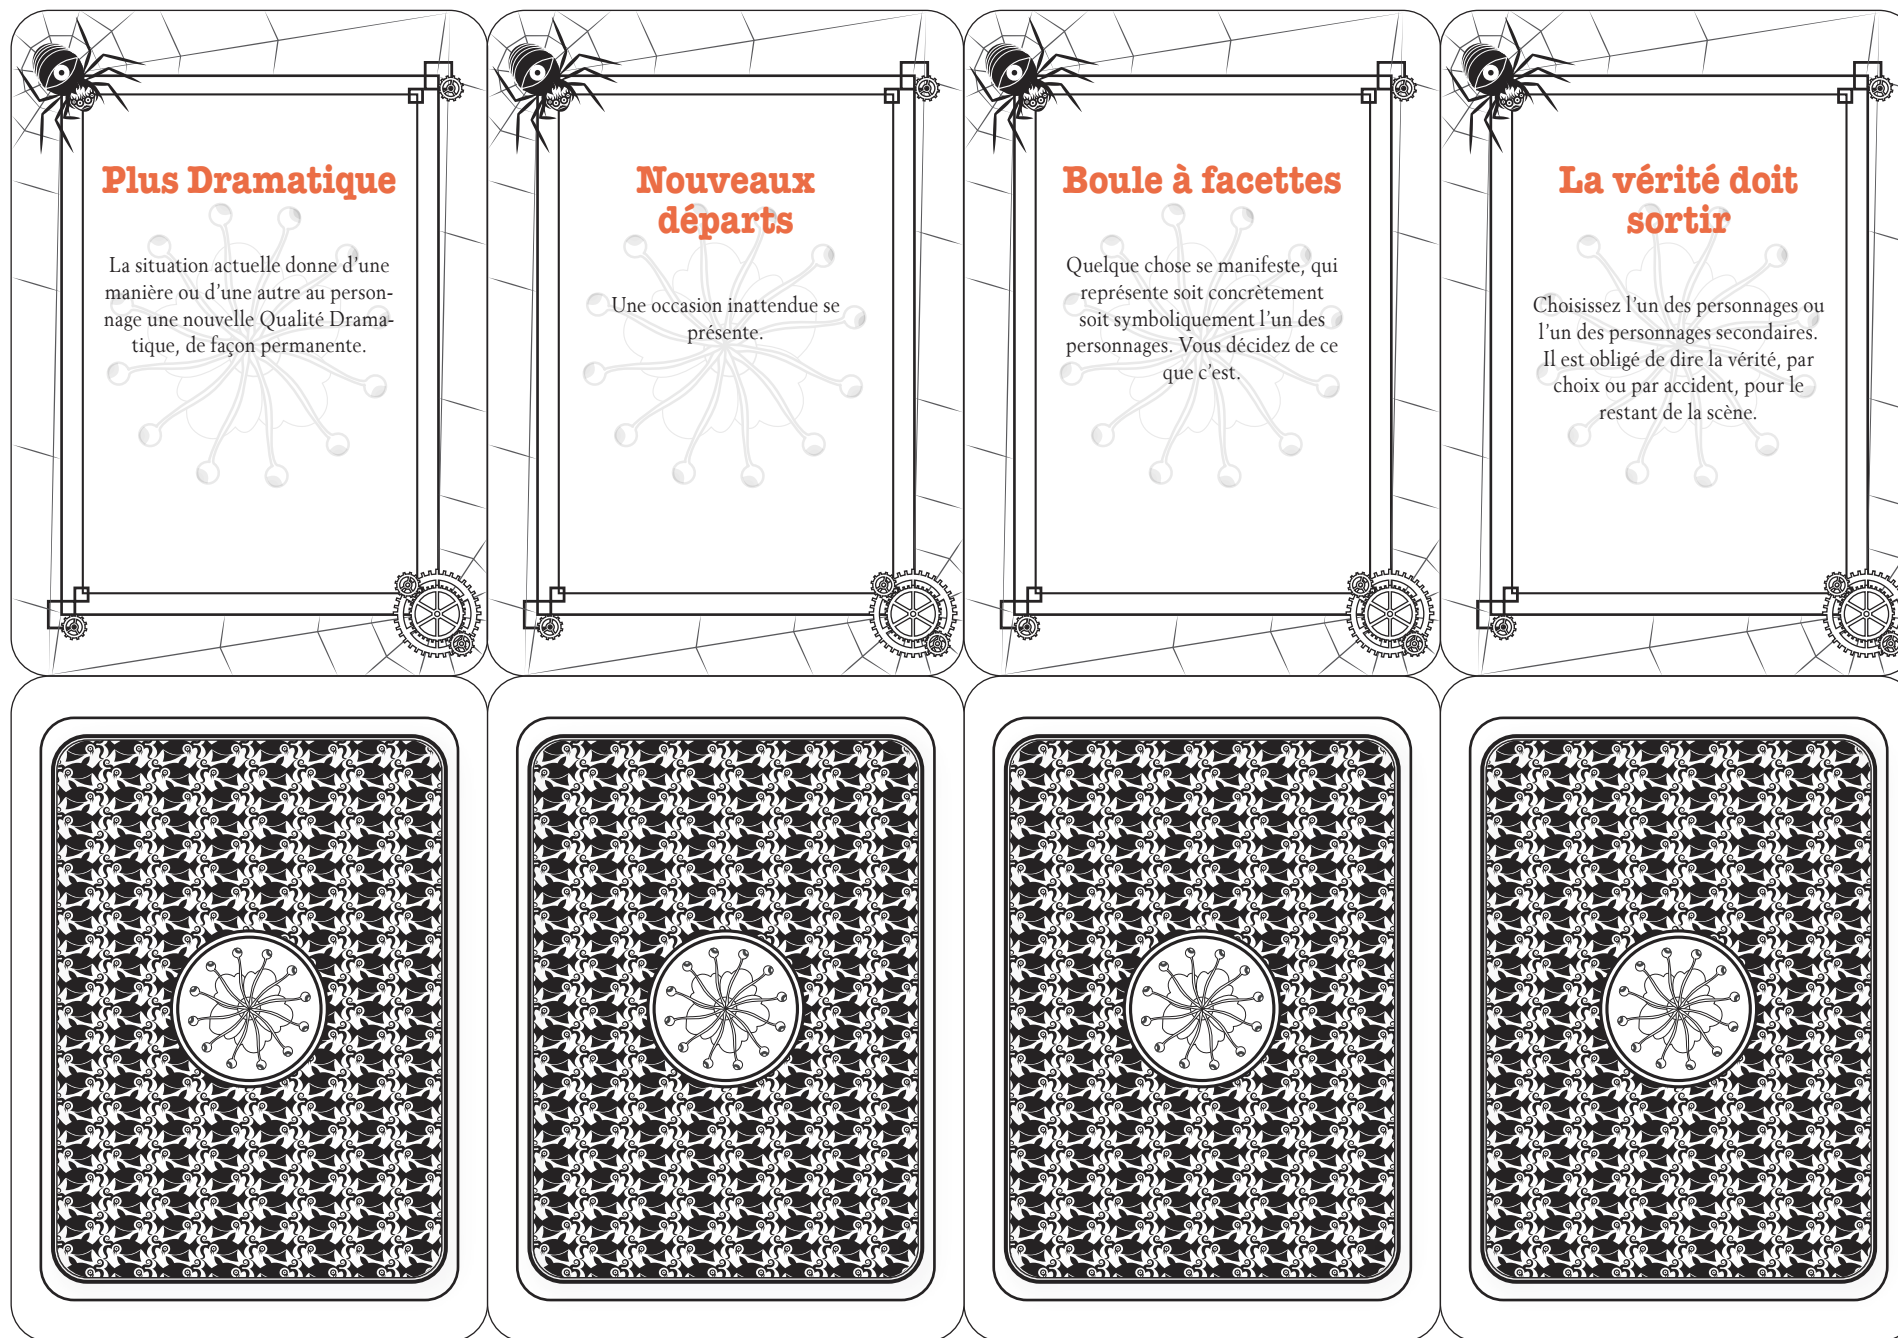 Plus Dramatique
La situation actuelle donne d’une
manière ou d’une autre au person-
nage une nouvelle Qualité Drama-
tique, de façon permanente.
Nouveaux
départs
Une occasion inattendue se
présente.
Boule à facettes
Quelque chose se manifeste, qui
représente soit concrètement
soit symboliquement l’un des
personnages. Vous décidez de ce
que c’est.
La vérité doit
sortir
Choisissez l’un des personnages ou
l’un des personnages secondaires.
Il est obligé de dire la vérité, par
choix ou par accident, pour le
restant de la scène.